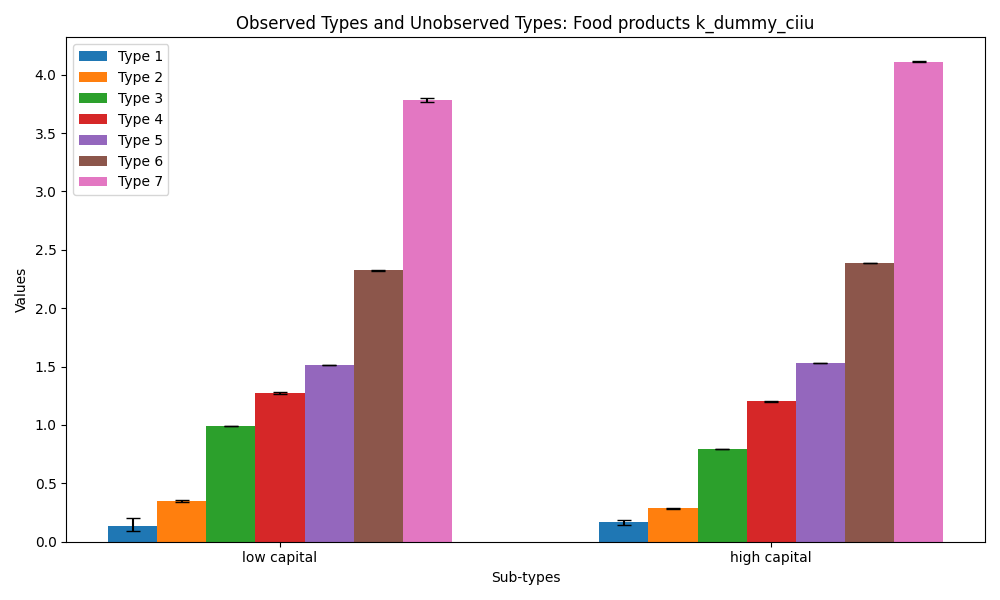 Observed Types and Unobserved Types: Food products k_dummy_ciiu
Type 1
Type 2
Type 3
Type 4
Type 5
Type 6
Type 7
Values
4.0
3.5
3.0
2.5
2.0
1.5
1.0
0.5
0.0
low capital
high capital
Sub-types